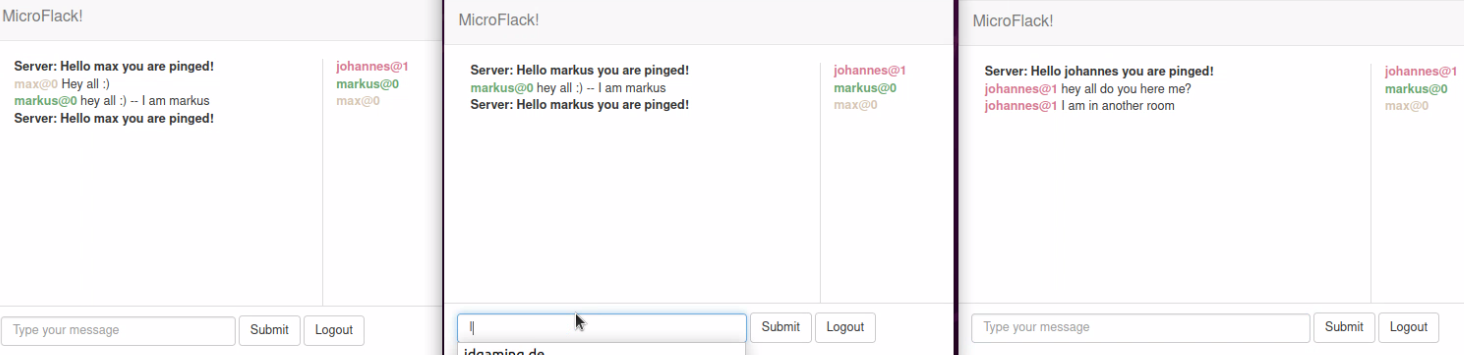 MicroFlack!
Server: Hello max you are pinged!
max@0 Hey all :)
markus@0 hey all :) -- I am markus
Server: Hello max you are pinged!
johannes@1
markus@0
max@0
Type your message
Submit
Logout
MicroFlack!
Server: Hello markus you are pinged!
markus@0 hey all :) -- I am markus
Server: Hello markus you are pinged!
johannes@1
markus@0
max@0
Submit
Logout
MicroFlack!
Server: Hello johannes you are pinged!
johannes@1 hey all do you here me?
johannes@1 I am in another room
johannes@1
markus@0
max@0
Type your message
Submit
Logout